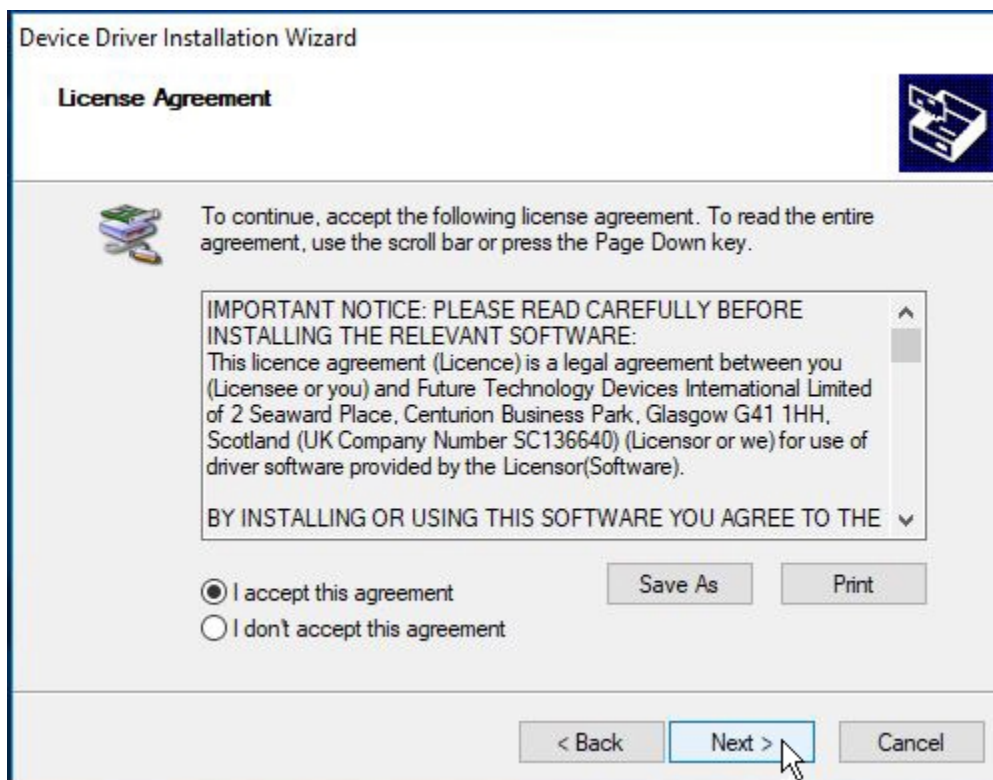 Device Driver Installation Wizard
License Agreement
To continue, accept the following license agreement. To read the entire
agreement, use the scroll bar or press the Page Down key.
IMPORTANT NOTICE: PLEASE READ CAREFULLY BEFORE
INSTALLING THE RELEVANT SOFTWARE:
This licence agreement (Licence) is a legal agreement between you
(Licensee or you) and Future Technology Devices International Limited
of 2 Seaward Place, Centurion Business Park, Glasgow G41 1HH,
Scotland (UK Company Number SC136640) (Licensor or we) for use of
driver software provided by the Licensor(Software).
BY INSTALLING OR USING THIS SOFTWARE YOU AGREE TO THE
I accept this agreement
Save As
Print
I don't accept this agreement
< Back
Next >
Cancel